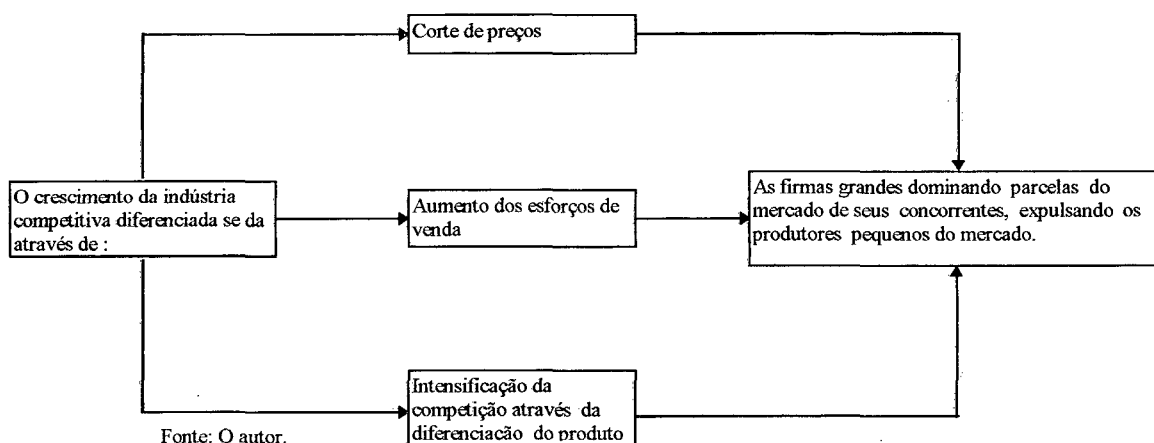 Corte de preços
O crescimento da indústria
competitiva diferenciada se da
através de :
Aumento dos esforços de
venda
As firmas grandes dominando parcelas do
mercado de seus concorrentes, expulsando os
produtores pequenos do mercado.
Intensificação da
competição através da
diferenciação do produto
Fonte: O autor.